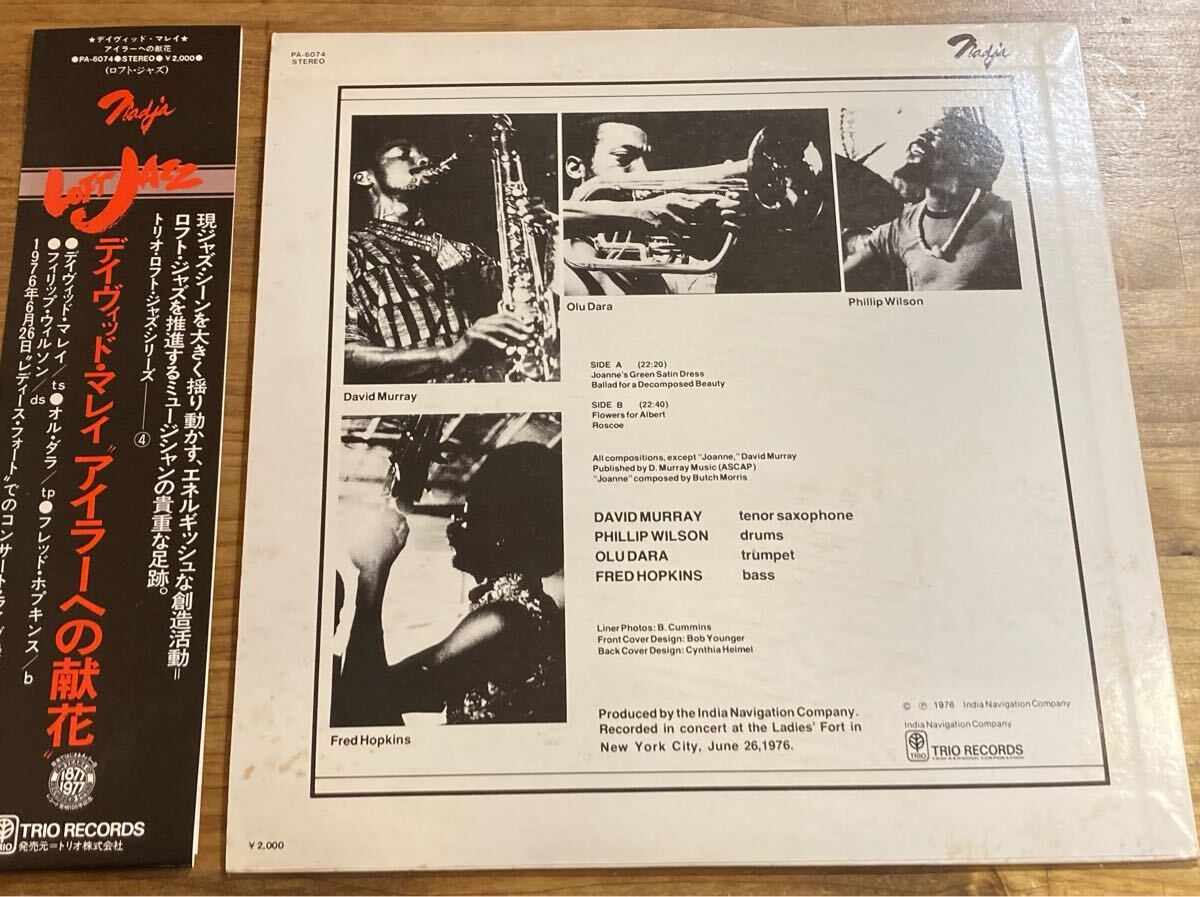 ★デイヴィッド・マレイ★
アイラーへの献花
●PA-6074●STEREO●¥2,000●
(ロフト・ジャズ)
Nadja
LOFT JAZZ
現ジャズ・シーンを大きく揺り動かす、エネルギッシュな創造活動=
ロフト・ジャズを推進するミュージシャンの貴重な足跡。
トリオ・ロフト・ジャズ・シリーズ——④
デイヴィッド・マレイ“アイラーへの献花”
●デイヴィッド・マレイ/ts●オル・ダラ/tp●フレッド・ホプキンス/b
●フィリップ・ウィルソン/ds
1976年6月26日“レディース・フォート”でのコンサート・ライヴ
1877
1977
TRIO RECORDS
TRIO
発売元=トリオ株式会社
PA-6074
STEREO
Nadja
David Murray
Olu Dara
Phillip Wilson
Fred Hopkins
SIDE A (22:20)
Joanne's Green Satin Dress
Ballad for a Decomposed Beauty
SIDE B (22:40)
Flowers for Albert
Roscoe
All compositions, except "Joanne," David Murray
Published by D. Murray Music (ASCAP)
"Joanne" composed by Butch Morris
DAVID MURRAY tenor saxophone
PHILLIP WILSON drums
OLU DARA trumpet
FRED HOPKINS bass
Liner Photos: B. Cummins
Front Cover Design: Bob Younger
Back Cover Design: Cynthia Heimel
Produced by the India Navigation Company.
Recorded in concert at the Ladies' Fort in
New York City, June 26,1976.
© ℗ 1976 India Navigation Company
India Navigation Company
TRIO
TRIO RECORDS
TRIO-KENWOOD CORPORATION
¥2,000